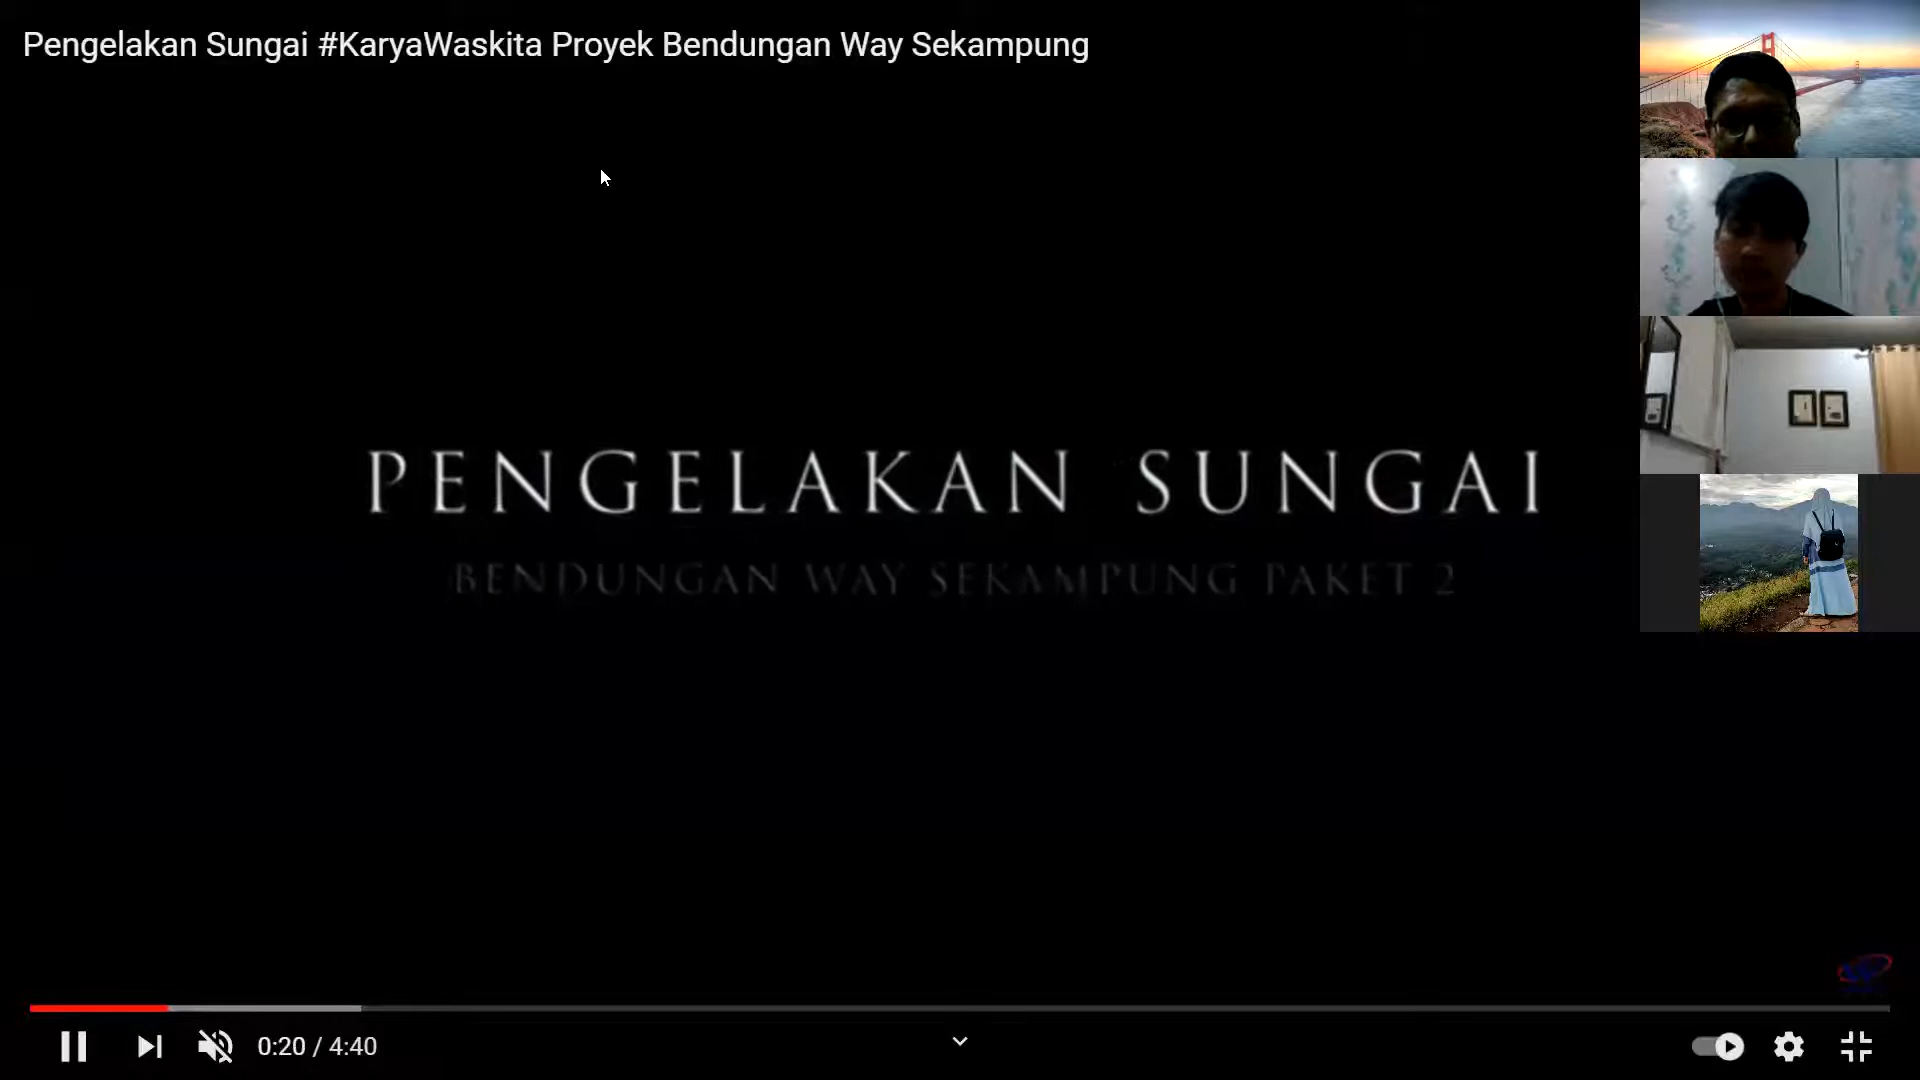 Pengelakan Sungai #KaryaWaskita Proyek Bendungan Way Sekampung
PENGELAKAN SUNGAI
BENDUNGAN WAY SEKAMPUNG PAKET 2
0:20 / 4:40